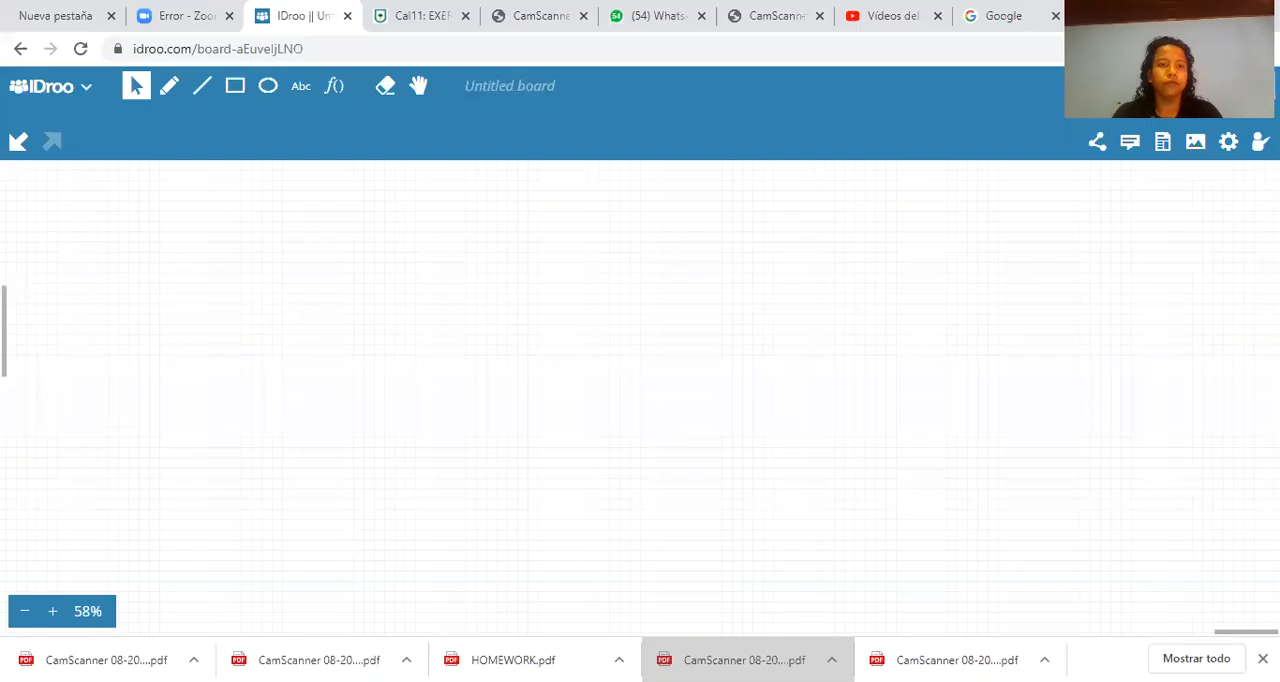 Nueva pestaña
Error - Zoo
IDroo || Un
Cal11: EXER
CamScanne
(54) Whats
CamScanne
Vídeos del
Google
idroo.com/board-aEuveljLNO
IDroo
Abc
f()
Untitled board
58%
CamScanner 08-20....pdf
CamScanner 08-20....pdf
HOMEWORK.pdf
CamScanner 08-20....pdf
CamScanner 08-20....pdf
Mostrar todo